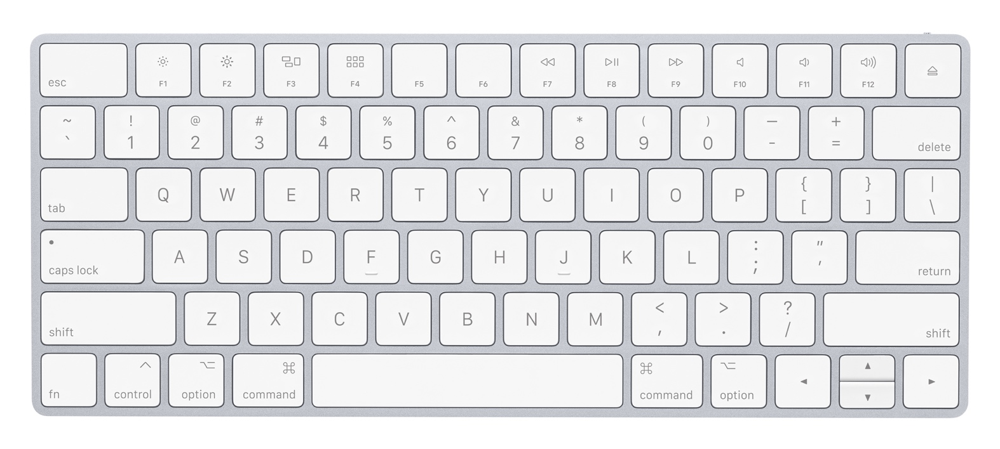 esc F1 F2 F3 F4 F5 F6 F7 F8 F9 F10 F11 F12
~ ! @ # $ % ^ & * ( ) — +
` 1 2 3 4 5 6 7 8 9 0 - = delete
tab Q W E R T Y U I O P { } |
[ ] \
caps lock A S D F G H J K L : "
; ' return
shift Z X C V B N M < > ?
, . / shift
^ ⌥ ⌘ ⌘ ⌥ ▲
fn control option command command option ◄ ▼ ►